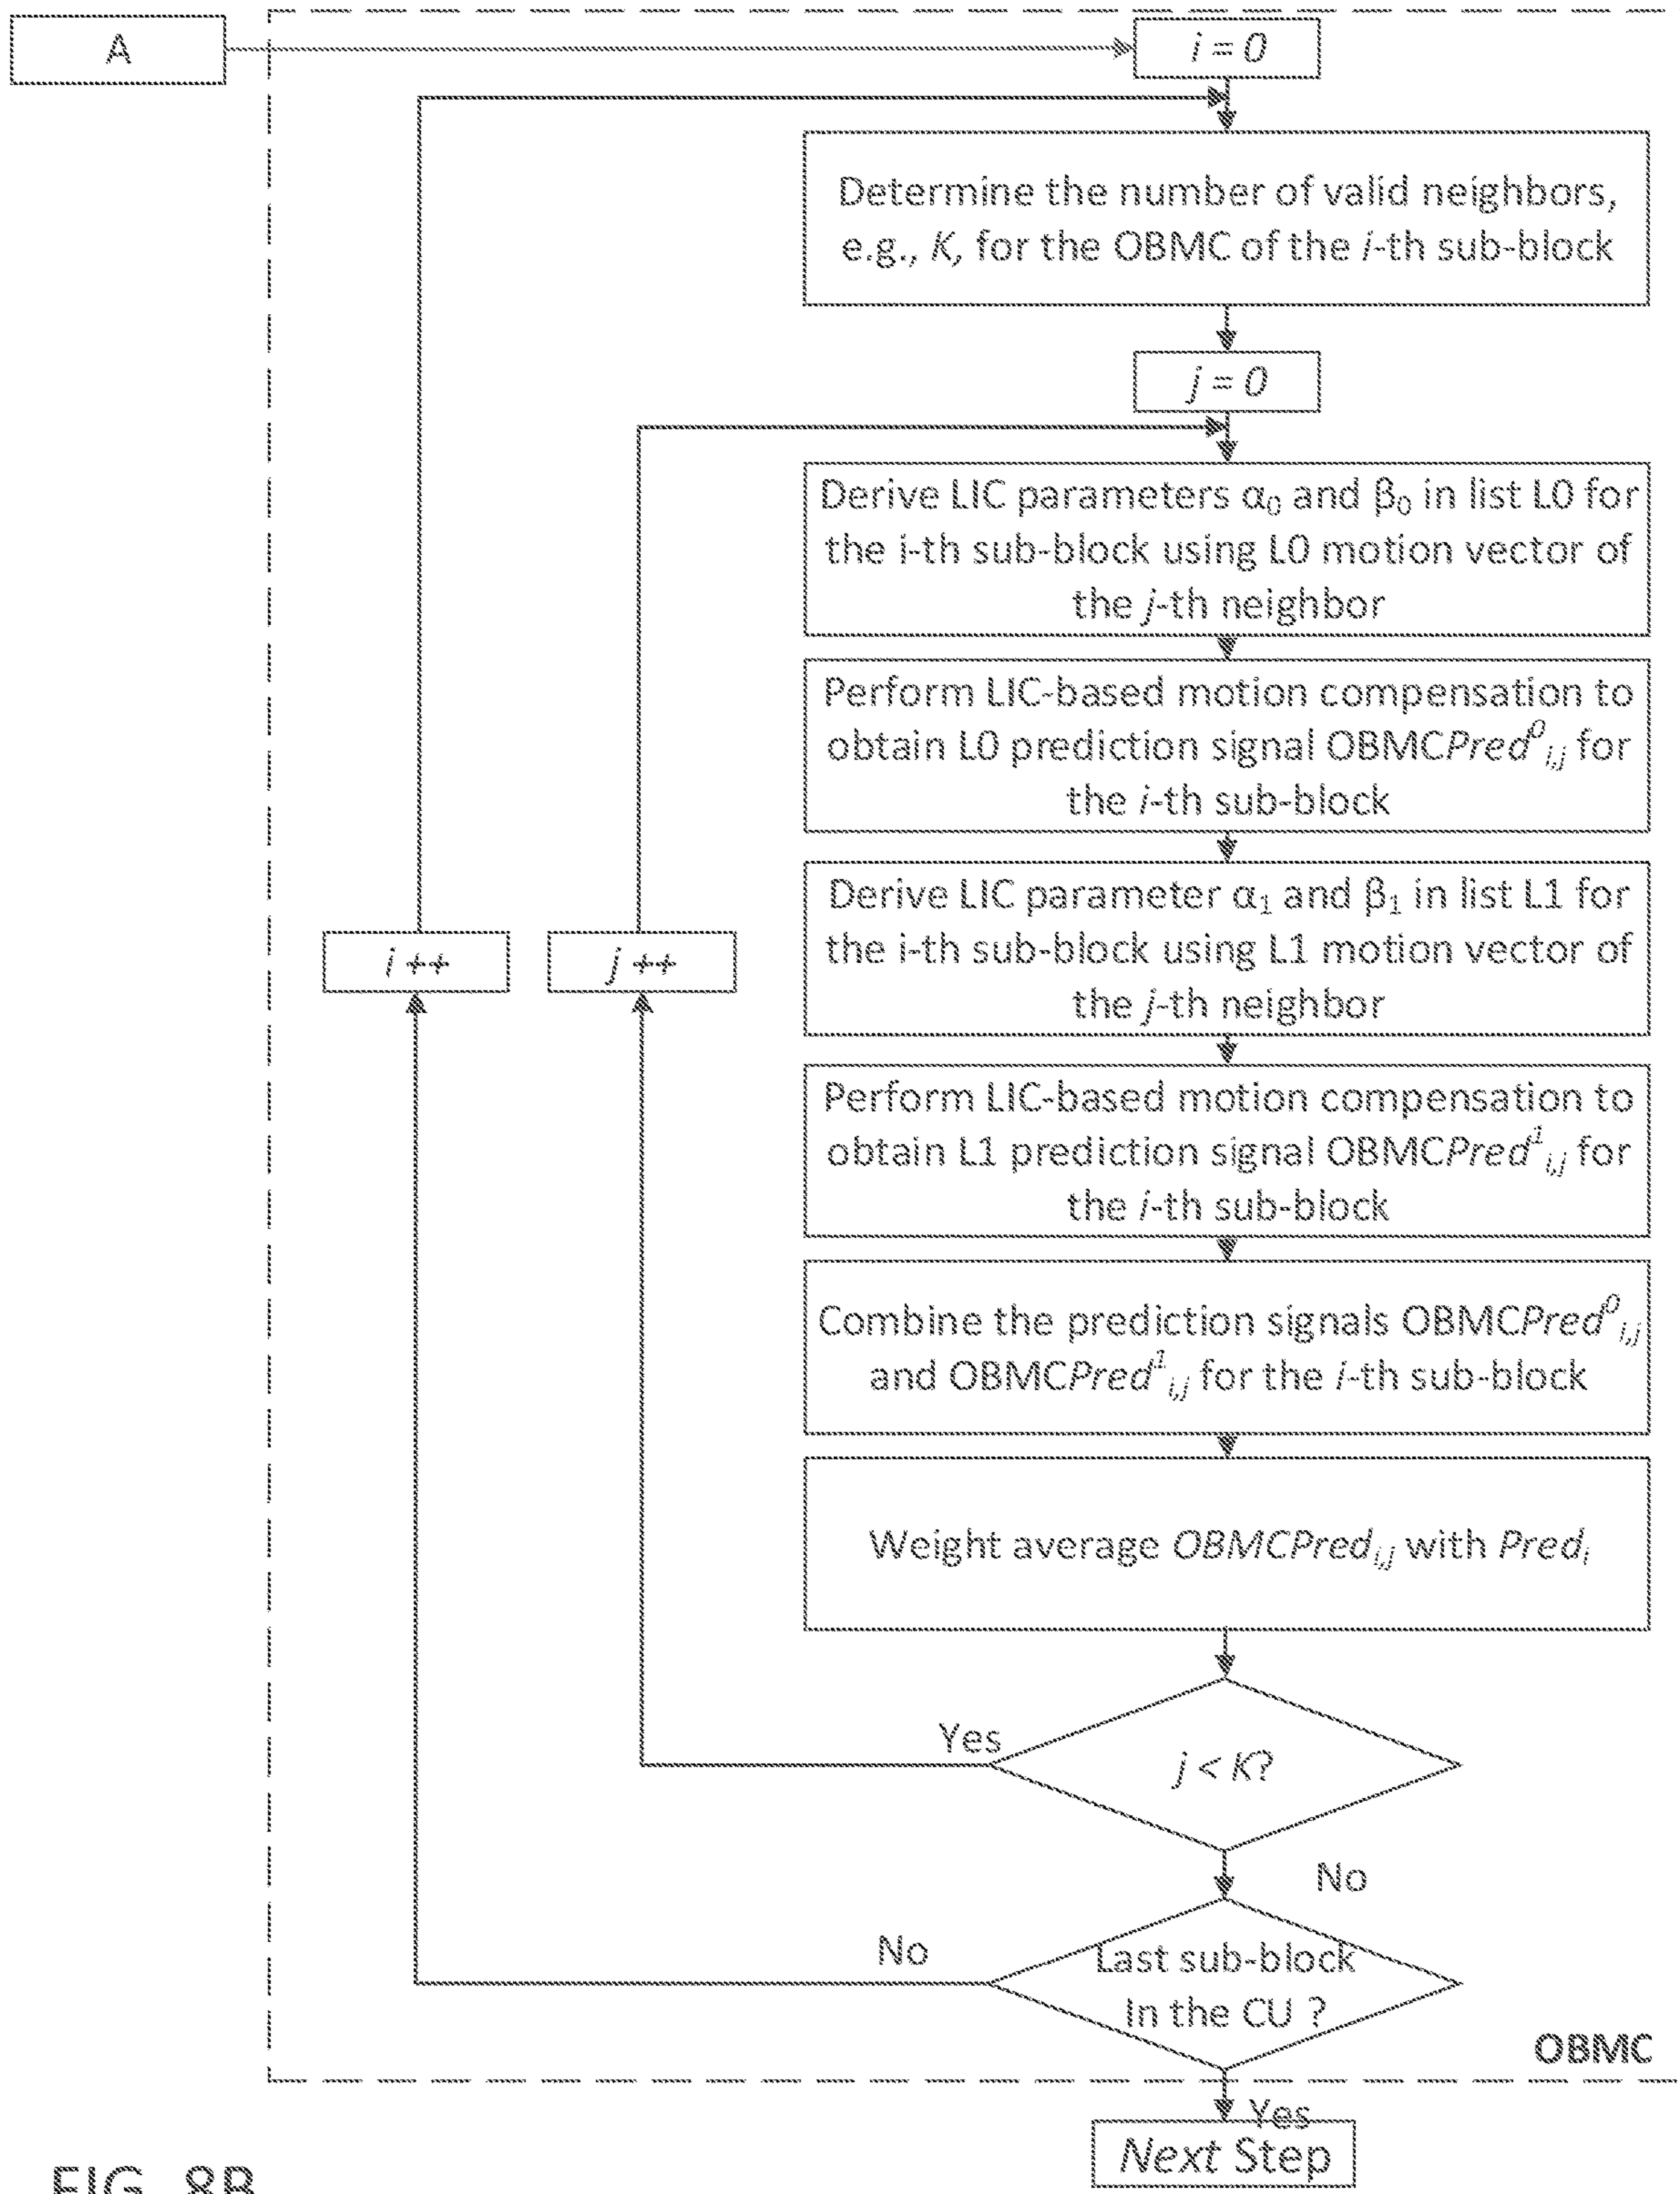 A
i = 0
Determine the number of valid neighbors,
e.g., K, for the OBMC of the i-th sub-block
j = 0
Derive LIC parameters α₀ and β₀ in list L0 for
the i-th sub-block using L0 motion vector of
the j-th neighbor
Perform LIC-based motion compensation to
obtain L0 prediction signal OBMCPred⁰ᵢ,ⱼ for
the i-th sub-block
Derive LIC parameter α₁ and β₁ in list L1 for
the i-th sub-block using L1 motion vector of
the j-th neighbor
i ++
j ++
Perform LIC-based motion compensation to
obtain L1 prediction signal OBMCPred¹ᵢ,ⱼ for
the i-th sub-block
Combine the prediction signals OBMCPred⁰ᵢ,ⱼ
and OBMCPred¹ᵢ,ⱼ for the i-th sub-block
Weight average OBMCPredᵢ,ⱼ with Predᵢ
Yes
j < K?
No
No
Last sub-block
In the CU ?
OBMC
Yes
Next Step
FIG. 8B